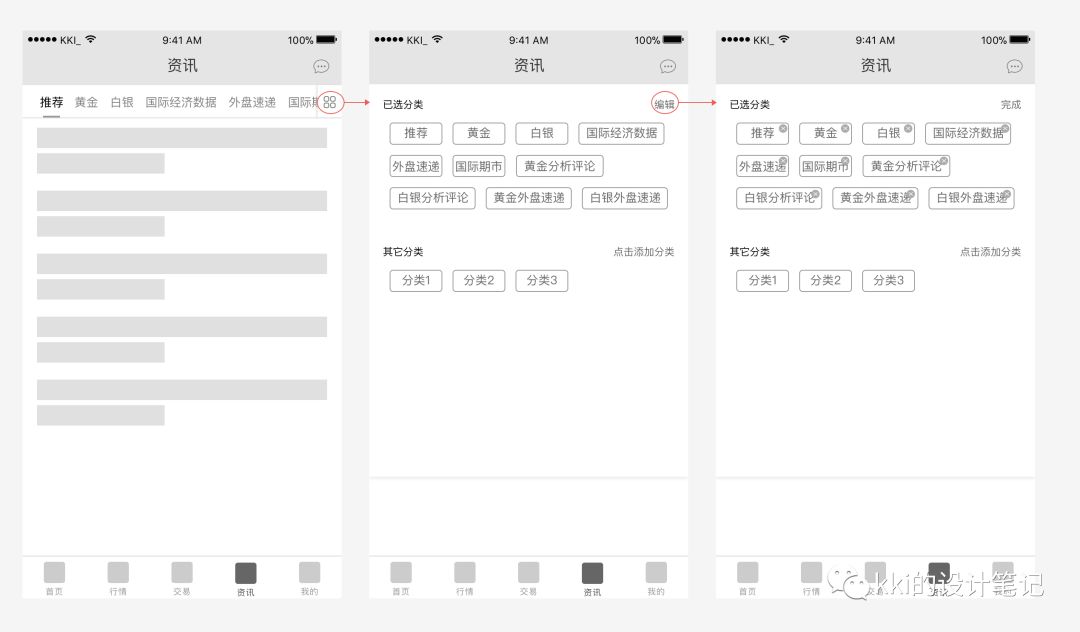 KKI_ 9:41 AM 100%
资讯
推荐 黄金 白银 国际经济数据 外盘速递 国际
首页 行情 交易 资讯 我的
KKI_ 9:41 AM 100%
资讯
已选分类 编辑
推荐 黄金 白银 国际经济数据
外盘速递 国际期市 黄金分析评论
白银分析评论 黄金外盘速递 白银外盘速递
其它分类 点击添加分类
分类1 分类2 分类3
首页 行情 交易 资讯 我的
KKI_ 9:41 AM 100%
资讯
已选分类 完成
推荐 黄金 白银 国际经济数据
外盘速递 国际期市 黄金分析评论
白银分析评论 黄金外盘速递 白银外盘速递
其它分类 点击添加分类
分类1 分类2 分类3
首页 行情 交易 资讯
kki的设计笔记